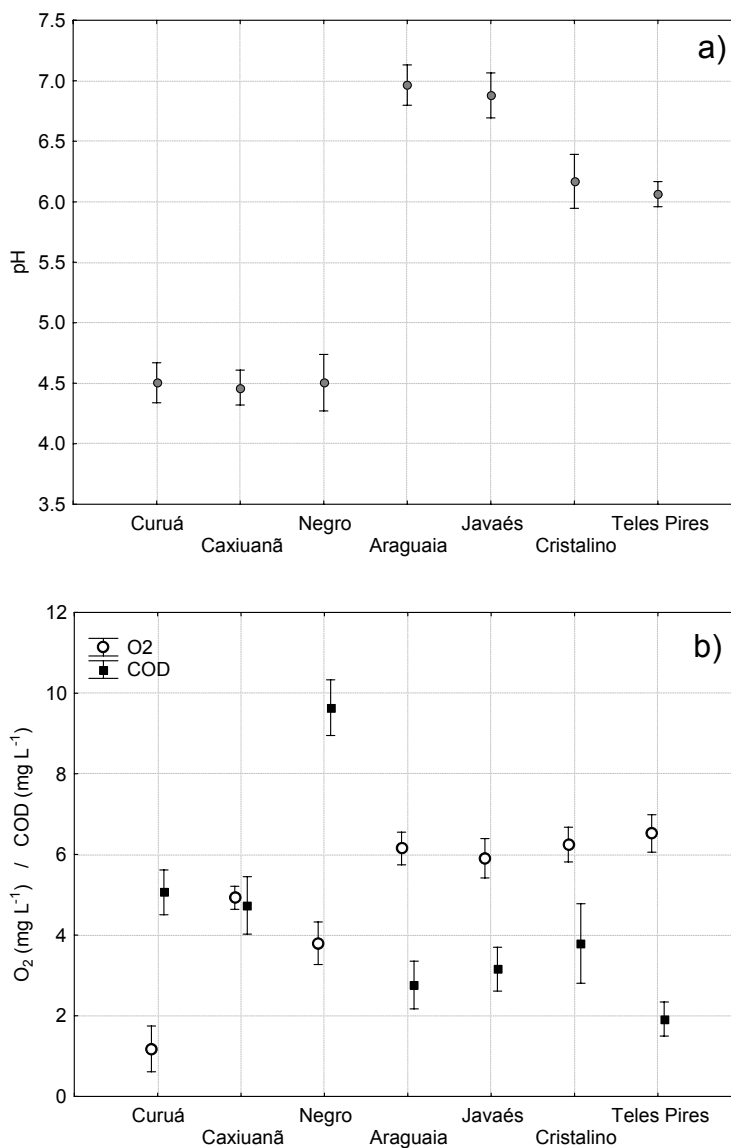 a)
7.5
7.0
6.5
6.0
5.5
5.0
4.5
4.0
3.5
pH
Curuá Negro Javaés Teles Pires
Caxiuanã Araguaia Cristalino
b)
12
10
8
6
4
2
0
O2
COD
O₂ (mg L⁻¹) / COD (mg L⁻¹)
Curuá Negro Javaés Teles Pires
Caxiuanã Araguaia Cristalino